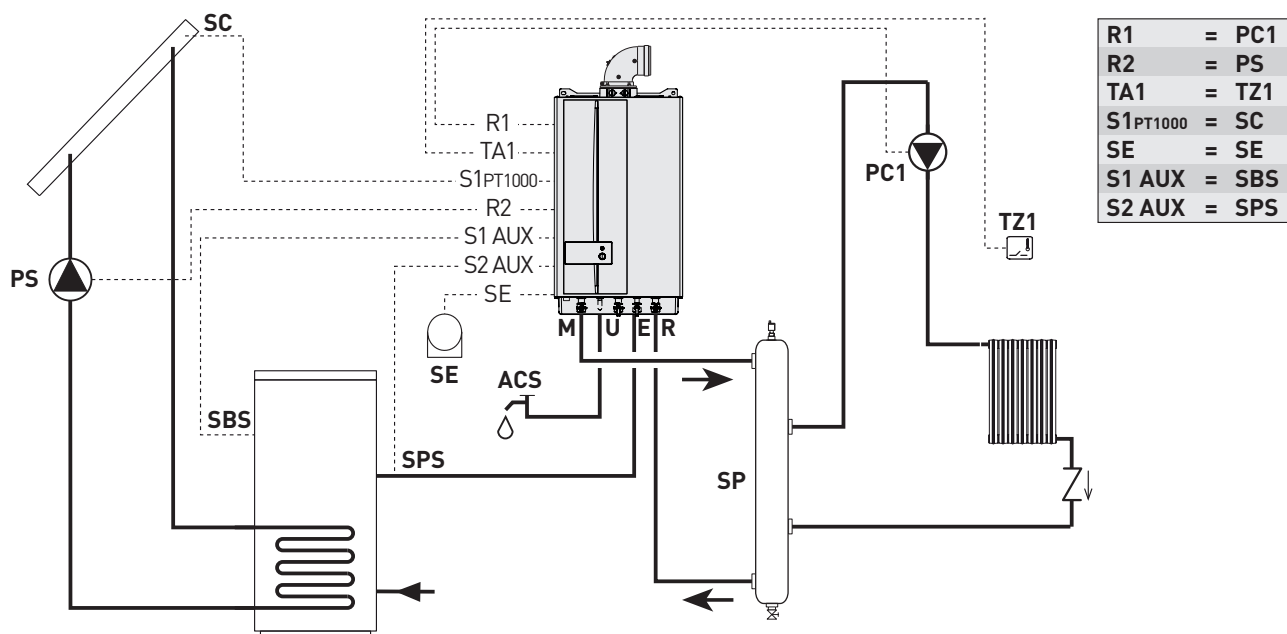 SC
R1 = PC1
R2 = PS
TA1 = TZ1
S1PT1000 = SC
SE = SE
S1 AUX = SBS
S2 AUX = SPS
R1
TA1
S1PT1000
R2
S1 AUX
S2 AUX
SE
PC1
TZ1
PS
M U E R
SE
ACS
SBS
SPS
SP